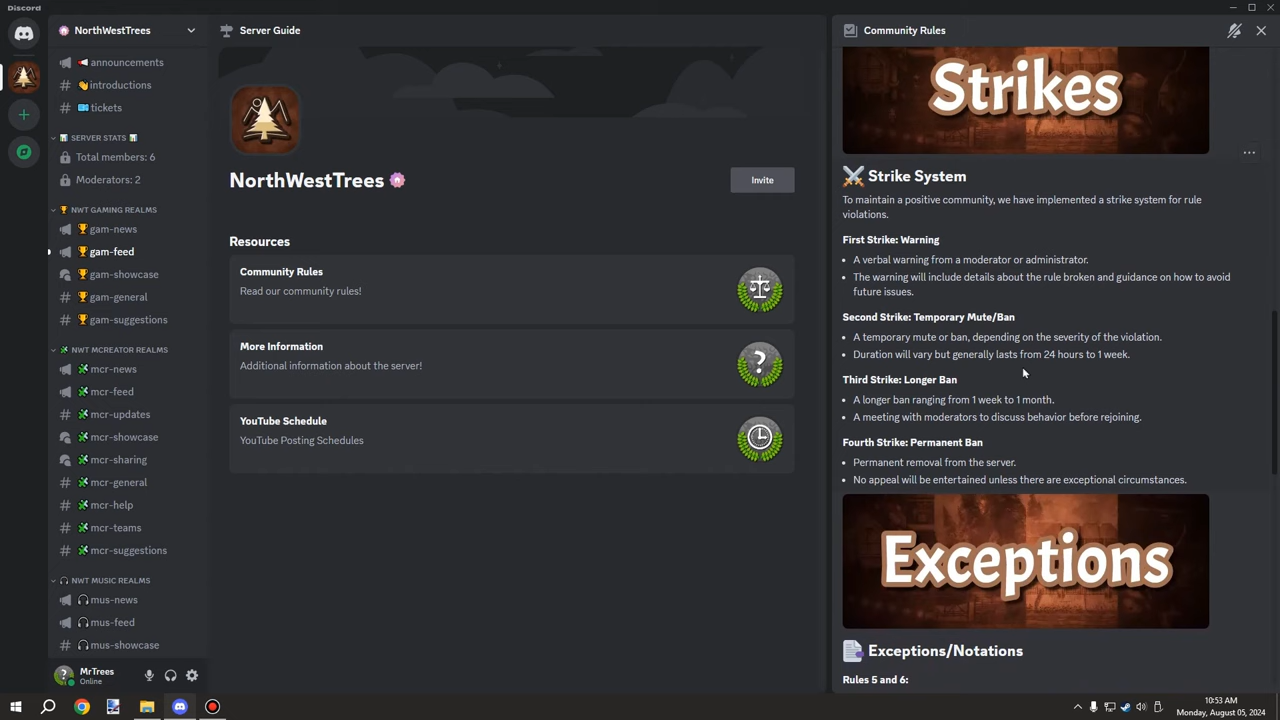 Discord
NorthWestTrees
announcements
introductions
tickets
SERVER STATS
Total members: 6
Moderators: 2
NWT GAMING REALMS
gam-news
gam-feed
gam-showcase
gam-general
gam-suggestions
NWT MCREATOR REALMS
mcr-news
mcr-feed
mcr-updates
mcr-showcase
mcr-sharing
mcr-general
mcr-help
mcr-teams
mcr-suggestions
NWT MUSIC REALMS
mus-news
mus-feed
mus-showcase
MrTrees
Online
Server Guide
NorthWestTrees
Invite
Resources
Community Rules
Read our community rules!
More Information
Additional information about the server!
YouTube Schedule
YouTube Posting Schedules
Community Rules
Strikes
Strike System
To maintain a positive community, we have implemented a strike system for rule
violations.
First Strike: Warning
• A verbal warning from a moderator or administrator.
• The warning will include details about the rule broken and guidance on how to avoid
future issues.
Second Strike: Temporary Mute/Ban
• A temporary mute or ban, depending on the severity of the violation.
• Duration will vary but generally lasts from 24 hours to 1 week.
Third Strike: Longer Ban
• A longer ban ranging from 1 week to 1 month.
• A meeting with moderators to discuss behavior before rejoining.
Fourth Strike: Permanent Ban
• Permanent removal from the server.
• No appeal will be entertained unless there are exceptional circumstances.
Exceptions
Exceptions/Notations
Rules 5 and 6:
10:53 AM
Monday, August 05, 2024